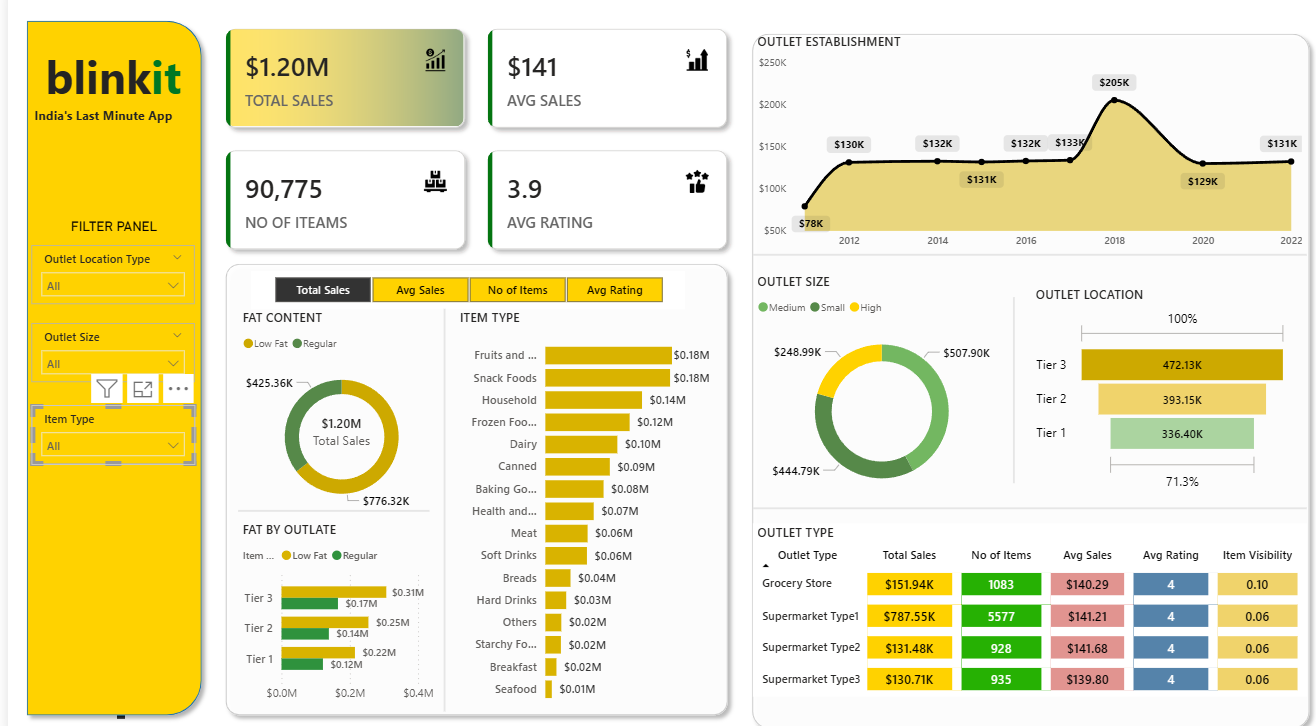 blinkit
India's Last Minute App
FILTER PANEL
Outlet Location Type
All
Outlet Size
All
Item Type
All
$1.20M
TOTAL SALES
$141
AVG SALES
90,775
NO OF ITEAMS
3.9
AVG RATING
Total Sales Avg Sales No of Items Avg Rating
FAT CONTENT
Low Fat Regular
$425.36K
$1.20M
Total Sales
$776.32K
FAT BY OUTLATE
Item ... Low Fat Regular
Tier 3 $0.31M
$0.17M
Tier 2 $0.25M
$0.14M
Tier 1 $0.22M
$0.12M
$0.0M $0.2M $0.4M
ITEM TYPE
Fruits and ... $0.18M
Snack Foods $0.18M
Household $0.14M
Frozen Foo... $0.12M
Dairy $0.10M
Canned $0.09M
Baking Go... $0.08M
Health and... $0.07M
Meat $0.06M
Soft Drinks $0.06M
Breads $0.04M
Hard Drinks $0.03M
Others $0.02M
Starchy Fo... $0.02M
Breakfast $0.02M
Seafood $0.01M
OUTLET ESTABLISHMENT
$250K
$205K
$200K
$150K $130K $132K $132K $133K $131K
$131K $129K
$100K
$50K $78K
2012 2014 2016 2018 2020 2022
OUTLET SIZE
Medium Small High
$248.99K $507.90K
$444.79K
OUTLET LOCATION
100%
Tier 3 472.13K
Tier 2 393.15K
Tier 1 336.40K
71.3%
OUTLET TYPE
Outlet Type Total Sales No of Items Avg Sales Avg Rating Item Visibility
Grocery Store $151.94K 1083 $140.29 4 0.10
Supermarket Type1 $787.55K 5577 $141.21 4 0.06
Supermarket Type2 $131.48K 928 $141.68 4 0.06
Supermarket Type3 $130.71K 935 $139.80 4 0.06